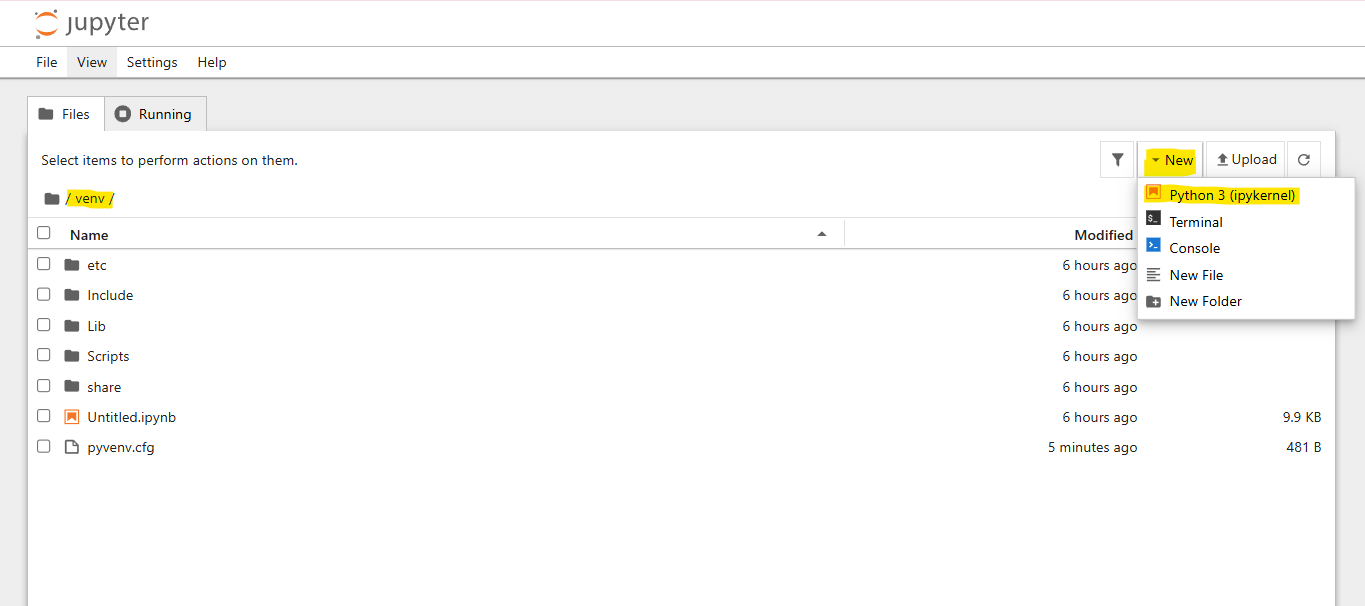 jupyter
File View Settings Help
Files Running
Select items to perform actions on them.
New Upload
/ venv /
Python 3 (ipykernel)
Terminal
Console
New File
New Folder
Name Modified
etc 6 hours ago
Include 6 hours ago
Lib 6 hours ago
Scripts 6 hours ago
share 6 hours ago
Untitled.ipynb 6 hours ago 9.9 KB
pyvenv.cfg 5 minutes ago 481 B